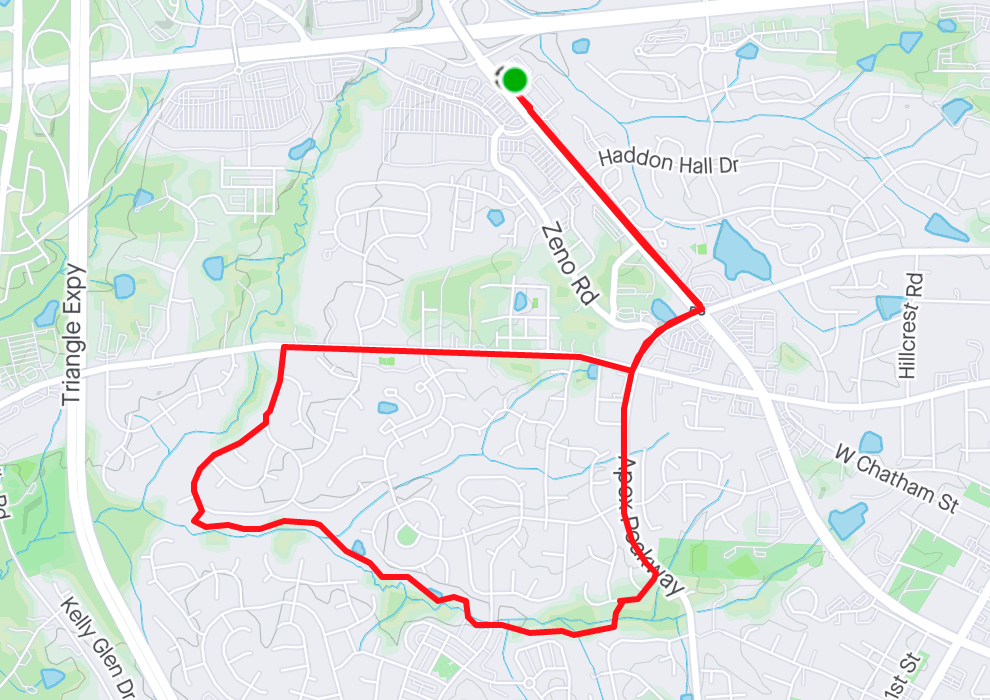 Haddon Hall Dr
Zeno Rd
Triangle Expy
Hillcrest Rd
W Chatham St
Apex Peakway
Rd
Kelly Glen Dr
1st St